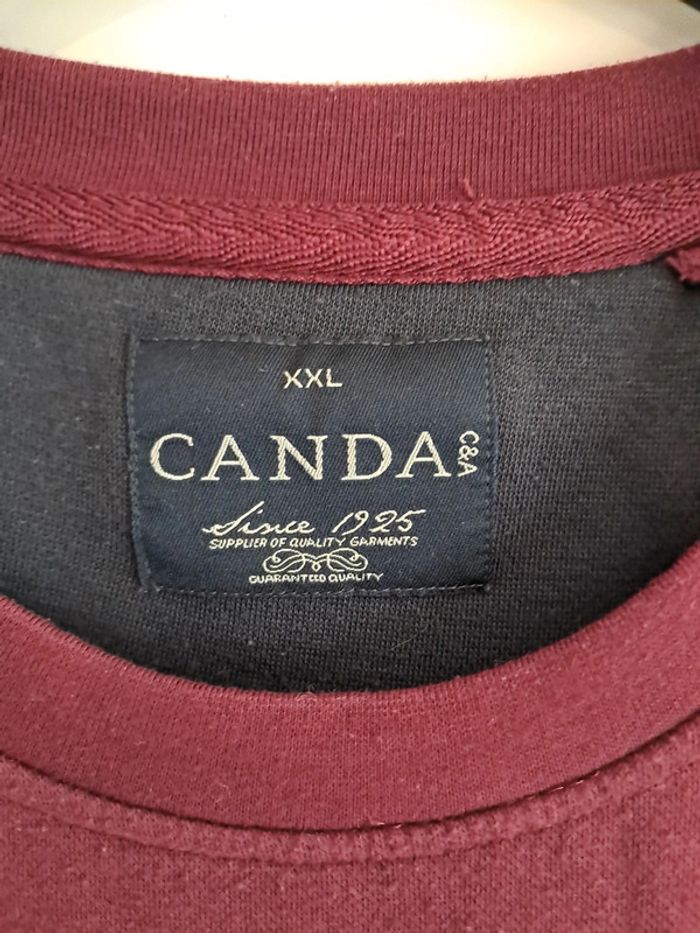 XXL
CANDA C&A
Since 1925
SUPPLIER OF QUALITY GARMENTS
GUARANTEED QUALITY